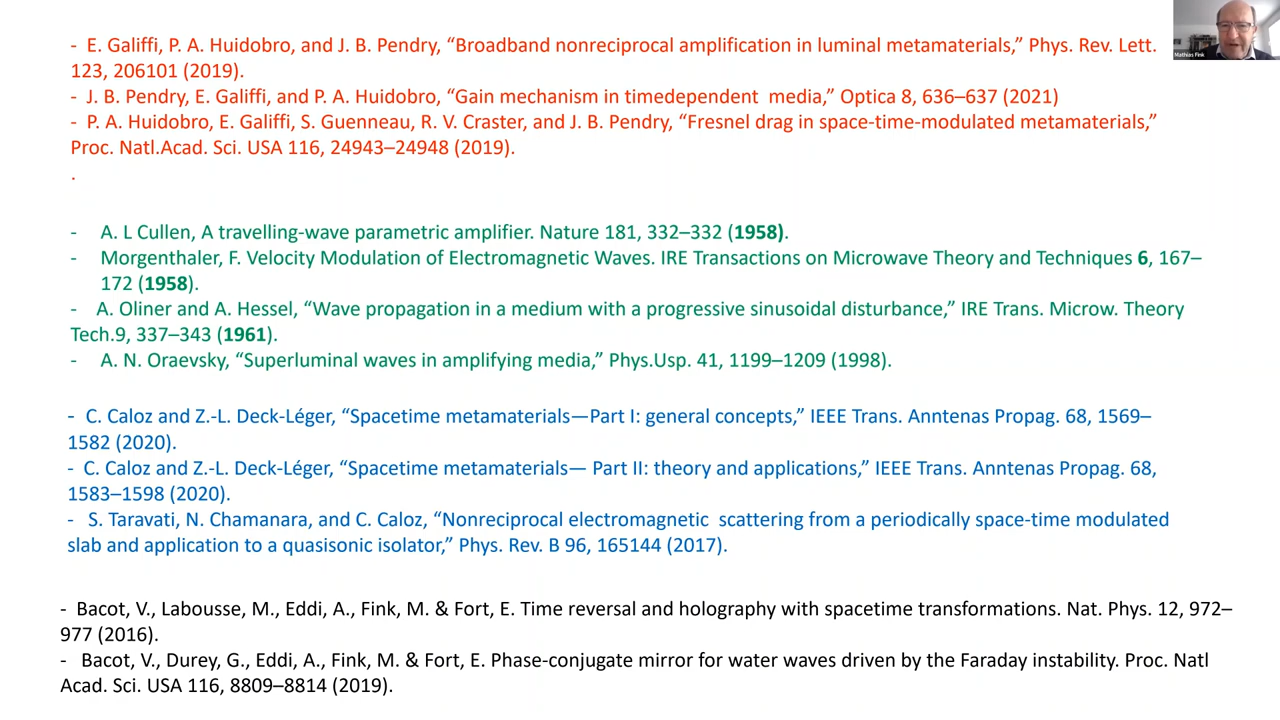 - E. Galiffi, P. A. Huidobro, and J. B. Pendry, “Broadband nonreciprocal amplification in luminal metamaterials,” Phys. Rev. Lett.
123, 206101 (2019).
- J. B. Pendry, E. Galiffi, and P. A. Huidobro, “Gain mechanism in timedependent media,” Optica 8, 636–637 (2021)
- P. A. Huidobro, E. Galiffi, S. Guenneau, R. V. Craster, and J. B. Pendry, “Fresnel drag in space-time-modulated metamaterials,”
Proc. Natl.Acad. Sci. USA 116, 24943–24948 (2019).
.
- A. L Cullen, A travelling-wave parametric amplifier. Nature 181, 332–332 (1958).
- Morgenthaler, F. Velocity Modulation of Electromagnetic Waves. IRE Transactions on Microwave Theory and Techniques 6, 167–
172 (1958).
- A. Oliner and A. Hessel, “Wave propagation in a medium with a progressive sinusoidal disturbance,” IRE Trans. Microw. Theory
Tech.9, 337–343 (1961).
- A. N. Oraevsky, “Superluminal waves in amplifying media,” Phys.Usp. 41, 1199–1209 (1998).
- C. Caloz and Z.-L. Deck-Léger, “Spacetime metamaterials—Part I: general concepts,” IEEE Trans. Anntenas Propag. 68, 1569–
1582 (2020).
- C. Caloz and Z.-L. Deck-Léger, “Spacetime metamaterials— Part II: theory and applications,” IEEE Trans. Anntenas Propag. 68,
1583–1598 (2020).
- S. Taravati, N. Chamanara, and C. Caloz, “Nonreciprocal electromagnetic scattering from a periodically space-time modulated
slab and application to a quasisonic isolator,” Phys. Rev. B 96, 165144 (2017).
- Bacot, V., Labousse, M., Eddi, A., Fink, M. & Fort, E. Time reversal and holography with spacetime transformations. Nat. Phys. 12, 972–
977 (2016).
- Bacot, V., Durey, G., Eddi, A., Fink, M. & Fort, E. Phase-conjugate mirror for water waves driven by the Faraday instability. Proc. Natl
Acad. Sci. USA 116, 8809–8814 (2019).
Mathias Fink